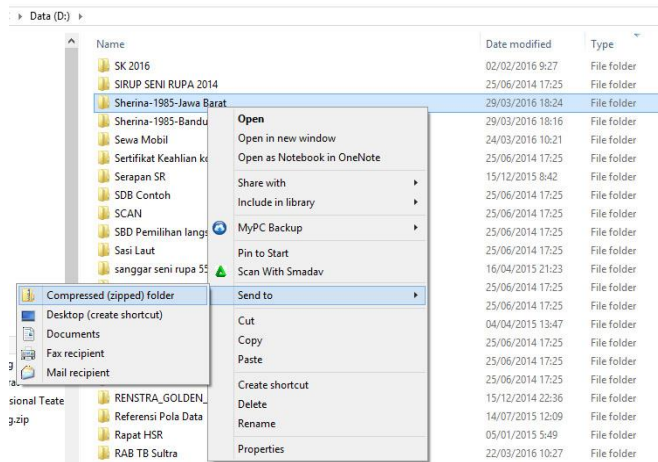 Data (D:)
Name Date modified Type
SK 2016 02/02/2016 9:27 File folder
SIRUP SENI RUPA 2014 25/06/2014 17:25 File folder
Sherina-1985-Jawa Barat 29/03/2016 18:24 File folder
Sherina-1985-Bandu 29/03/2016 18:16 File folder
Sewa Mobil 24/03/2016 10:21 File folder
Sertifikat Keahlian ko 25/06/2014 17:25 File folder
Serapan SR 15/12/2015 8:42 File folder
SDB Contoh 25/06/2014 17:25 File folder
SCAN 25/06/2014 17:25 File folder
SBD Pemilihan langs 25/06/2014 17:25 File folder
Sasi Laut 25/06/2014 17:25 File folder
sanggar seni rupa 55 16/04/2015 21:23 File folder
25/06/2014 17:25 File folder
25/06/2014 17:25 File folder
04/04/2015 13:47 File folder
25/06/2014 17:25 File folder
25/06/2014 17:25 File folder
25/06/2014 17:25 File folder
RENSTRA_GOLDEN_ 15/12/2014 22:36 File folder
Referensi Pola Data 14/07/2015 12:09 File folder
Rapat HSR 05/01/2015 5:49 File folder
RAB TB Sultra 22/03/2016 10:27 File folder
Open
Open in new window
Open as Notebook in OneNote
Share with
Include in library
MyPC Backup
Pin to Start
Scan With Smadav
Send to
Cut
Copy
Paste
Create shortcut
Delete
Rename
Properties
Compressed (zipped) folder
Desktop (create shortcut)
Documents
Fax recipient
Mail recipient
sional Teate
g.zip